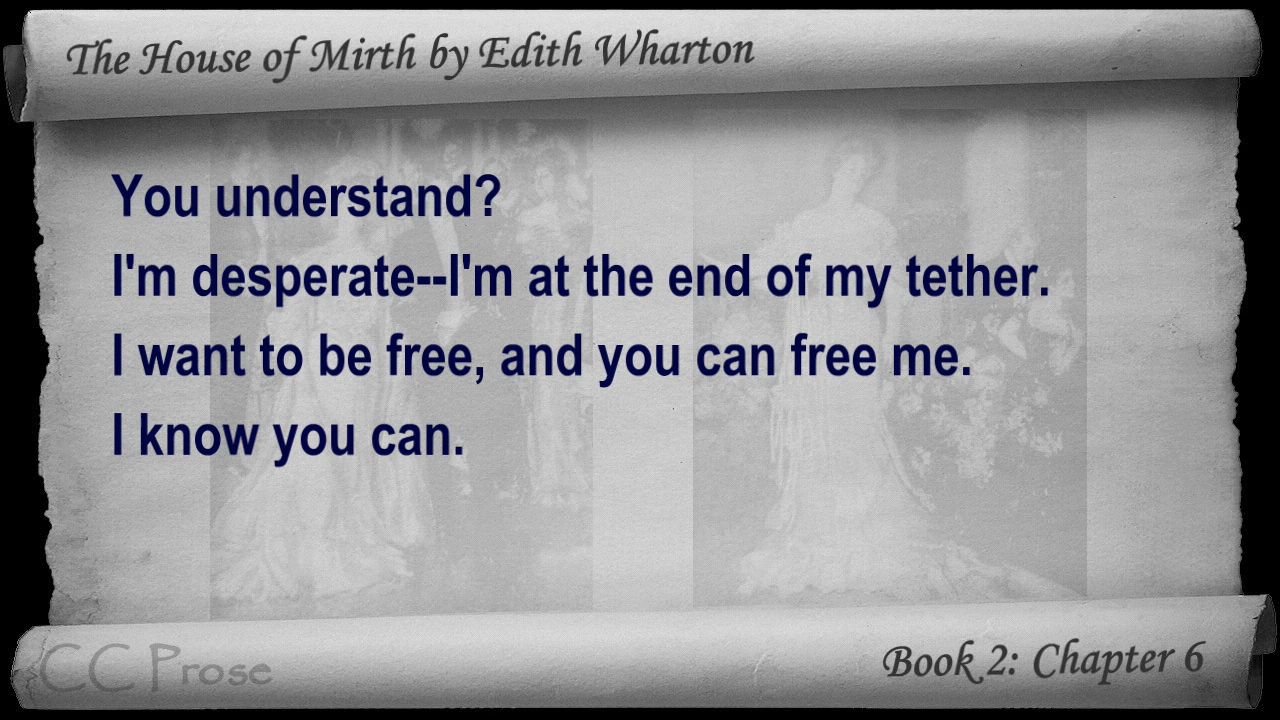 The House of Mirth by Edith Wharton
You understand?
I'm desperate--I'm at the end of my tether.
I want to be free, and you can free me.
I know you can.
CC Prose
Book 2: Chapter 6